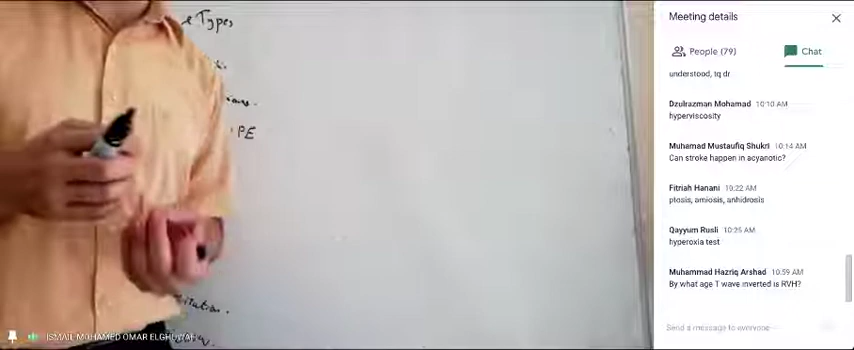 Types
PE
Meeting details
People (79)
Chat
understood, tq dr
Dzulrazman Mohamad 10:10 AM
hyperviscosity
Muhamad Mustaufiq Shukri 10:14 AM
Can stroke happen in acyanotic?
Fitriah Hanani 10:22 AM
ptosis, amiosis, anhidrosis
Qayyum Rusli 10:25 AM
hyperoxia test
Muhammad Hazriq Arshad 10:59 AM
By what age T wave inverted is RVH?
Send a message to everyone
ISMAIL MOHAMED OMAR